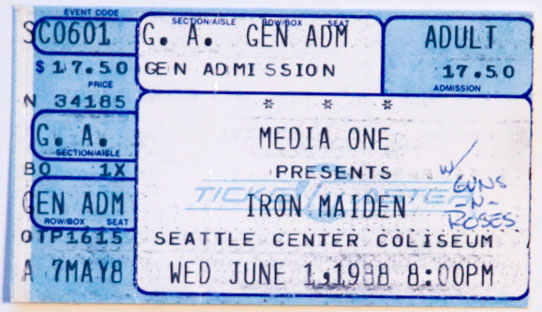 EVENT CODE
SC0601
$ 17.50
PRICE
N 34185
G. A.
SECTION/AISLE
BO 1X
GEN ADM
ROW/BOX SEAT
OTP1615
A 7MAY8
SECTION/AISLE ROW/BOX SEAT
G. A. GEN ADM
GEN ADMISSION
ADULT
17.50
ADMISSION
* * *
MEDIA ONE
PRESENTS
TICKETMASTER
IRON MAIDEN
w/ GUNS
-N-
ROSES
SEATTLE CENTER COLISEUM
WED JUNE 1,1988 8:00PM